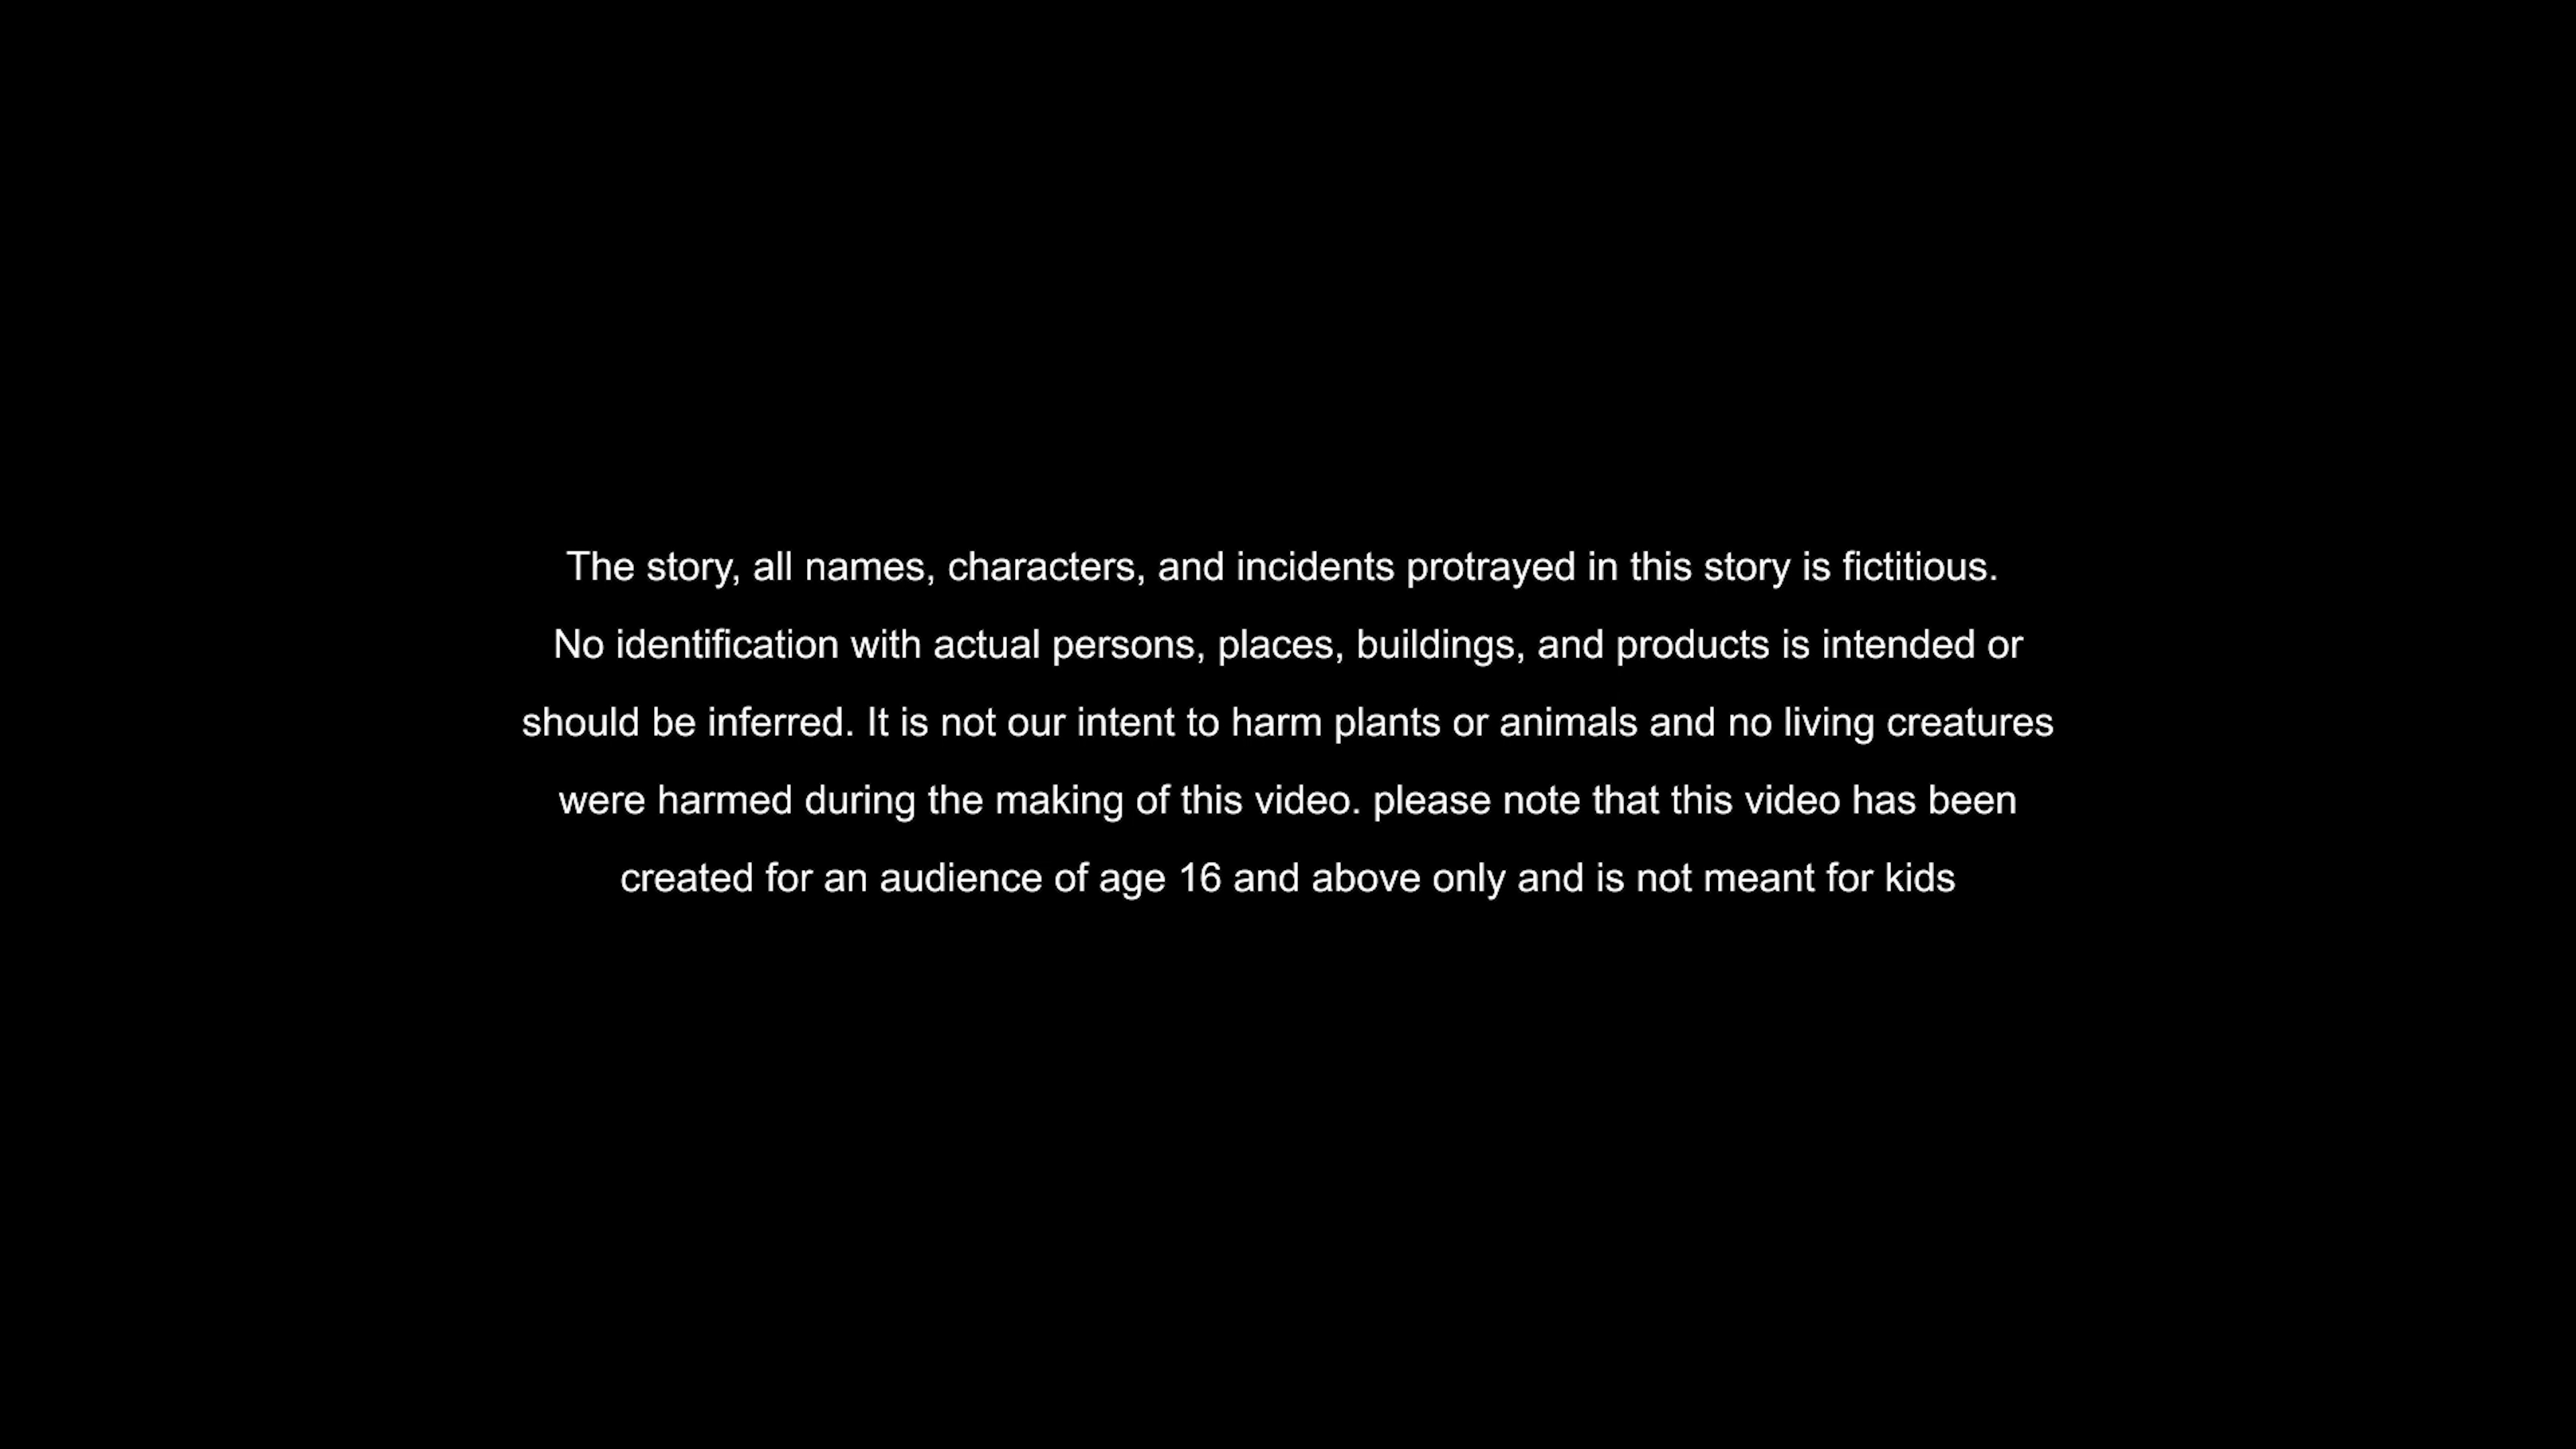 The story, all names, characters, and incidents protrayed in this story is fictitious.
No identification with actual persons, places, buildings, and products is intended or
should be inferred. It is not our intent to harm plants or animals and no living creatures
were harmed during the making of this video. please note that this video has been
created for an audience of age 16 and above only and is not meant for kids